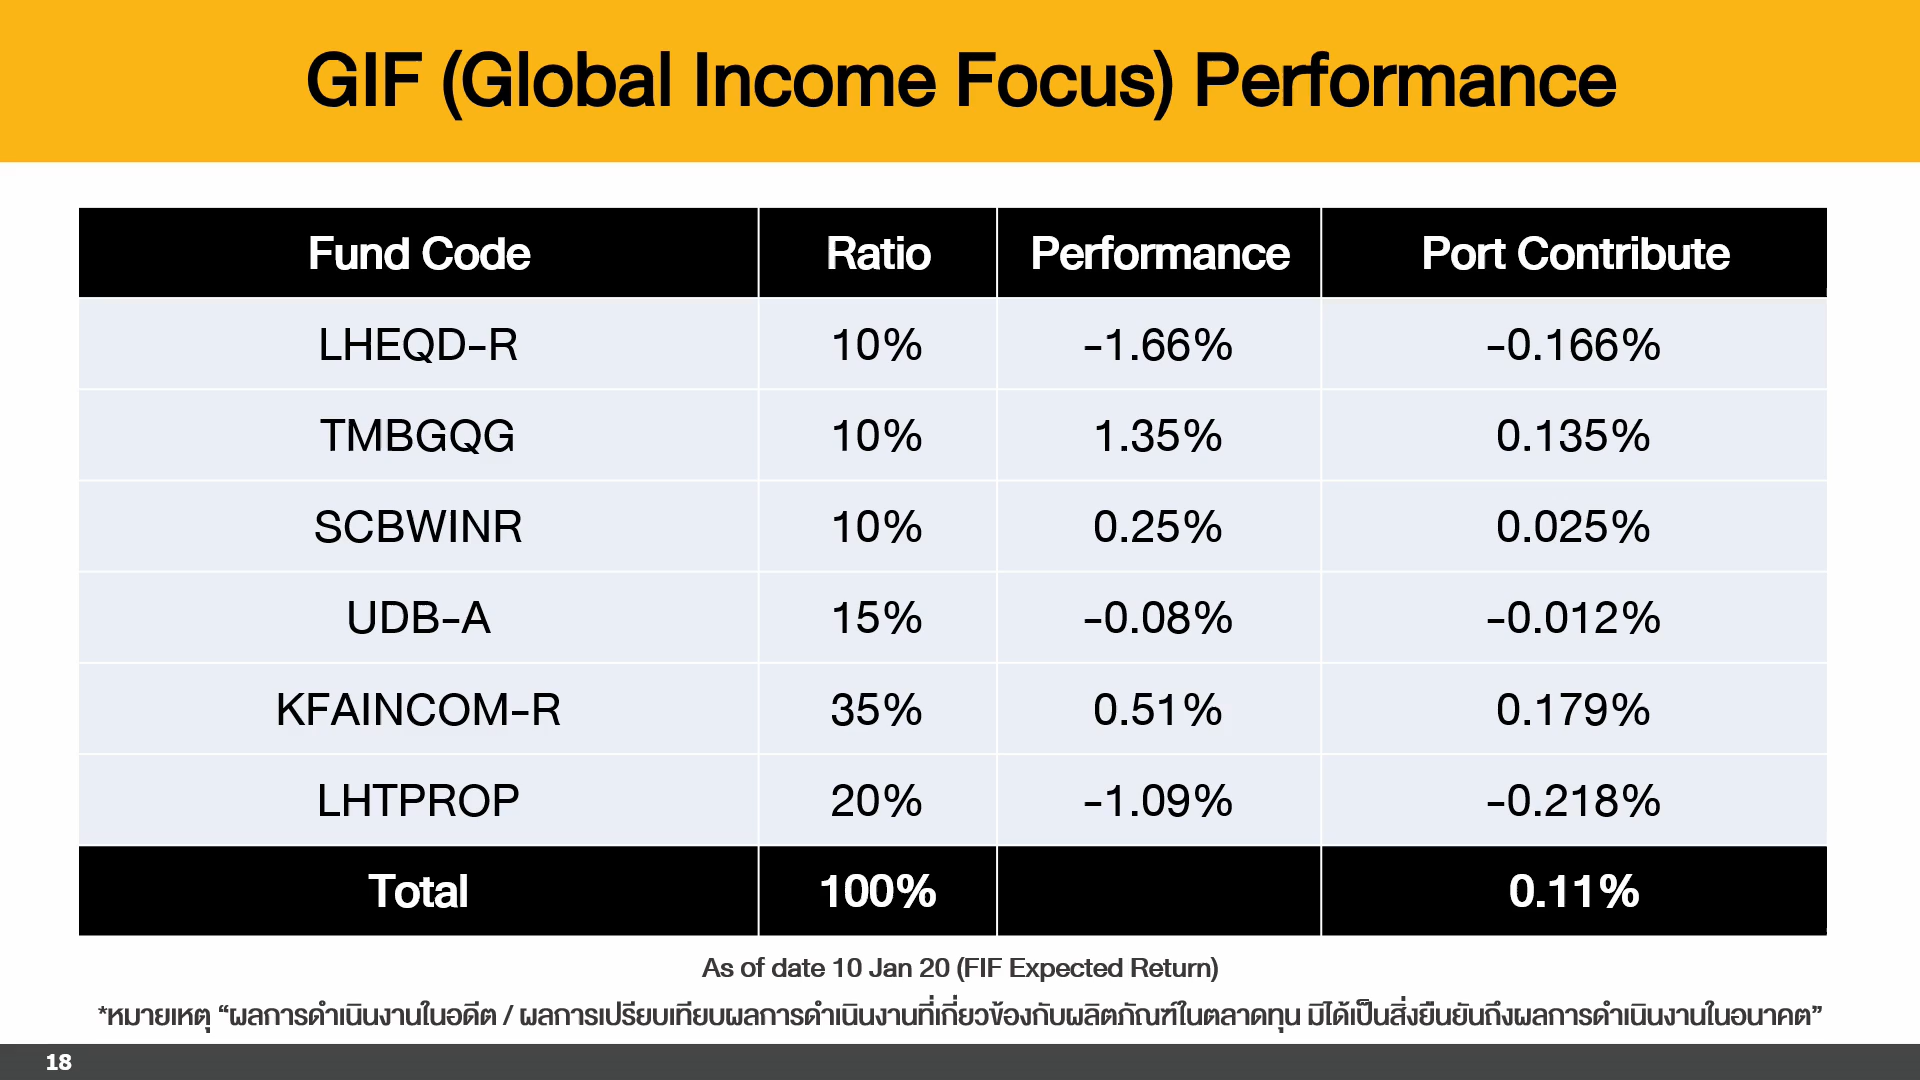 GIF (Global Income Focus) Performance
Fund Code Ratio Performance Port Contribute
LHEQD-R 10% -1.66% -0.166%
TMBGQG 10% 1.35% 0.135%
SCBWINR 10% 0.25% 0.025%
UDB-A 15% -0.08% -0.012%
KFAINCOM-R 35% 0.51% 0.179%
LHTPROP 20% -1.09% -0.218%
Total 100% 0.11%
As of date 10 Jan 20 (FIF Expected Return)
*หมายเหตุ “ผลการดำเนินงานในอดีต / ผลการเปรียบเทียบผลการดำเนินงานที่เกี่ยวข้องกับผลิตภัณฑ์ในตลาดทุน มิได้เป็นสิ่งยืนยันถึงผลการดำเนินงานในอนาคต”
18